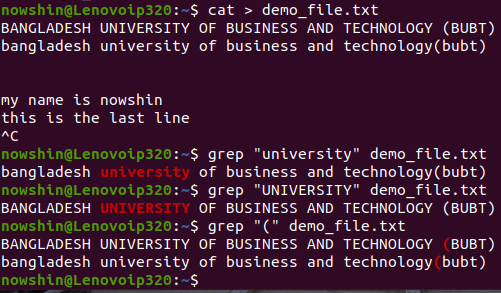 nowshin@Lenovoip320:~$ cat > demo_file.txt
BANGLADESH UNIVERSITY OF BUSINESS AND TECHNOLOGY (BUBT)
bangladesh university of business and technology(bubt)
my name is nowshin
this is the last line
^C
nowshin@Lenovoip320:~$ grep "university" demo_file.txt
bangladesh university of business and technology(bubt)
nowshin@Lenovoip320:~$ grep "UNIVERSITY" demo_file.txt
BANGLADESH UNIVERSITY OF BUSINESS AND TECHNOLOGY (BUBT)
nowshin@Lenovoip320:~$ grep "(" demo_file.txt
BANGLADESH UNIVERSITY OF BUSINESS AND TECHNOLOGY (BUBT)
bangladesh university of business and technology(bubt)
nowshin@Lenovoip320:~$